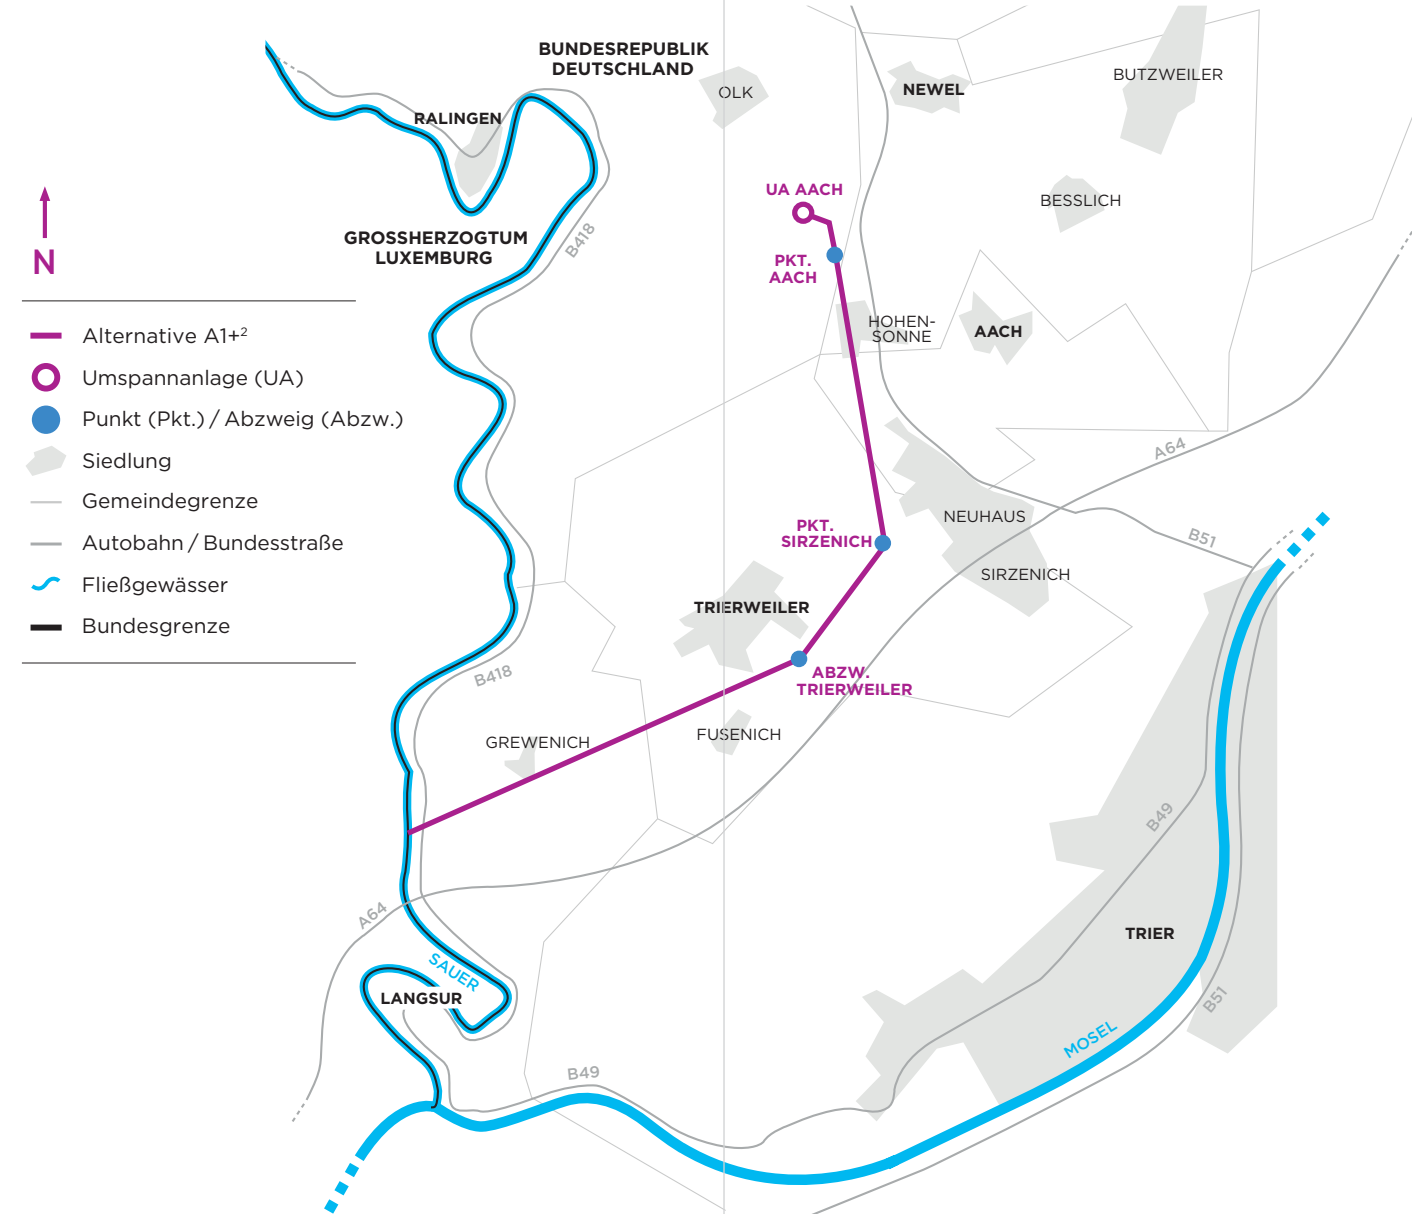 BUNDESREPUBLIK
DEUTSCHLAND
OLK
NEWEL
BUTZWEILER
RALINGEN
UA AACH
BESSLICH
GROSSHERZOGTUM
LUXEMBURG
B418
PKT.
AACH
N
HOHEN-
SONNE
AACH
Alternative A1+²
Umspannanlage (UA)
Punkt (Pkt.) / Abzweig (Abzw.)
Siedlung
Gemeindegrenze
Autobahn / Bundesstraße
Fließgewässer
Bundesgrenze
A64
NEUHAUS
PKT.
SIRZENICH
B51
SIRZENICH
TRIERWEILER
B418
ABZW.
TRIERWEILER
GREWENICH
FUSENICH
B49
A64
TRIER
SAUER
LANGSUR
B51
MOSEL
B49